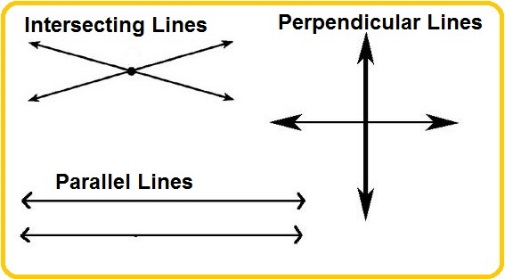 Intersecting Lines
Perpendicular Lines
Parallel Lines